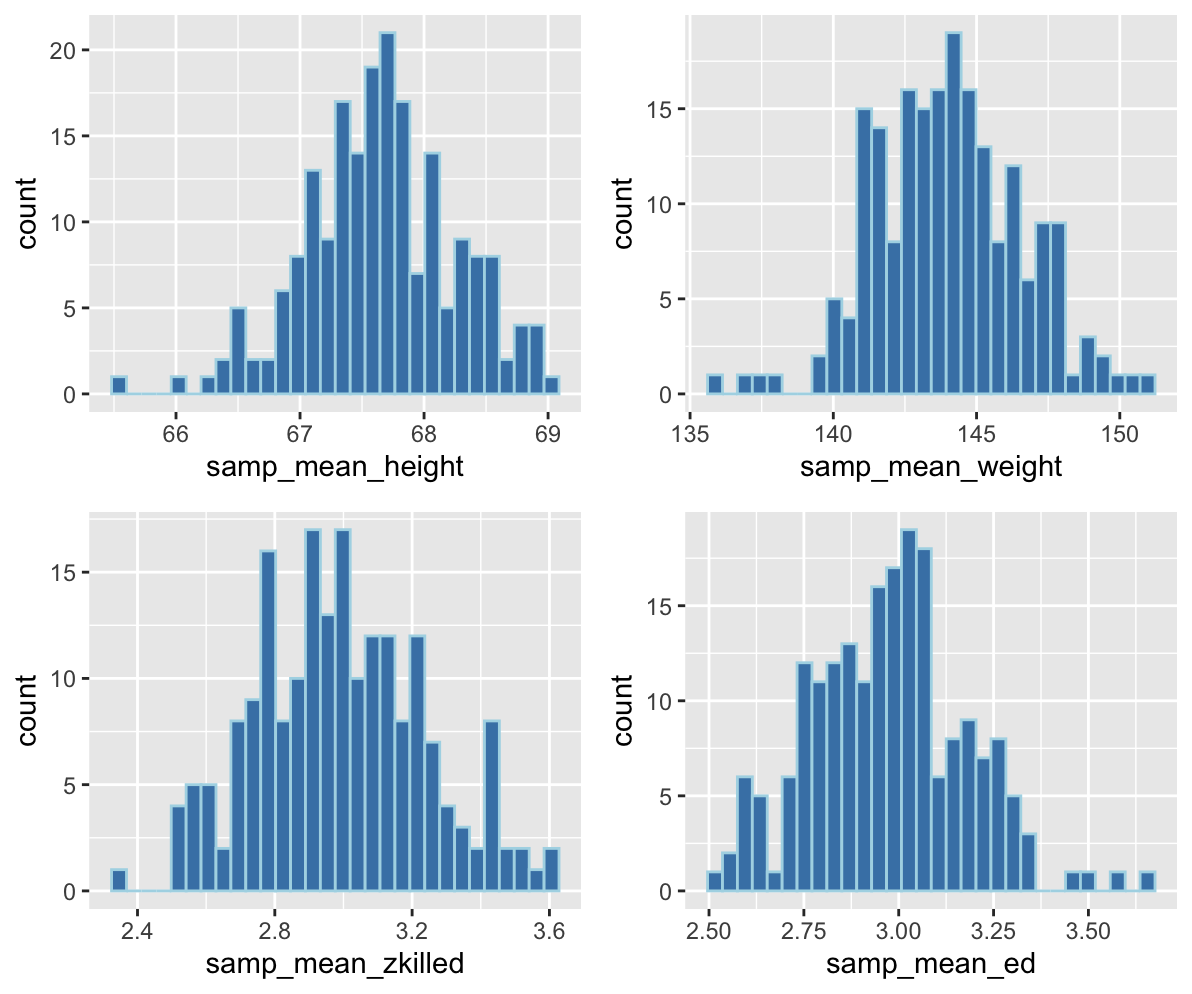 count
20
15
10
5
0
66 67 68 69
samp_mean_height
count
15
10
5
0
135 140 145 150
samp_mean_weight
count
15
10
5
0
2.4 2.8 3.2 3.6
samp_mean_zkilled
count
15
10
5
0
2.50 2.75 3.00 3.25 3.50
samp_mean_ed